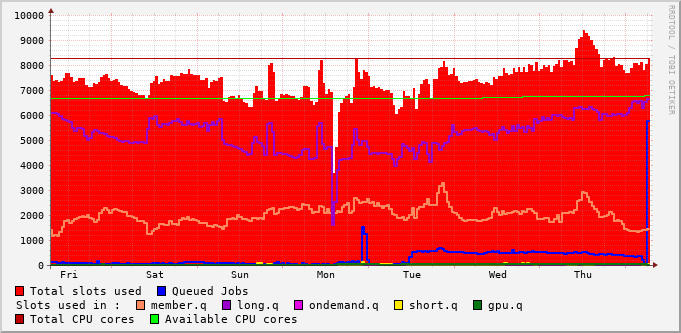 10000
9000
8000
7000
6000
5000
4000
3000
2000
1000
0
Fri Sat Sun Mon Tue Wed Thu
RRDTOOL / TOBI OETIKER
Total slots used Queued Jobs
Slots used in : member.q long.q ondemand.q short.q gpu.q
Total CPU cores Available CPU cores